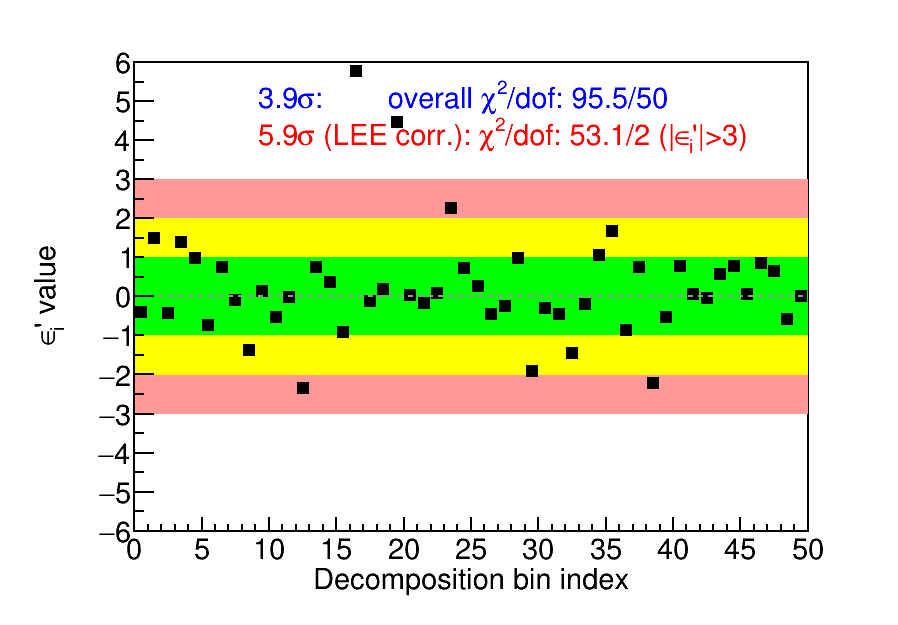 6
5
4
3
2
1
0
−1
−2
−3
−4
−5
−6
ϵᵢ' value
3.9σ: overall χ²/dof: 95.5/50
5.9σ (LEE corr.): χ²/dof: 53.1/2 (|ϵᵢ'|>3)
0 5 10 15 20 25 30 35 40 45 50
Decomposition bin index